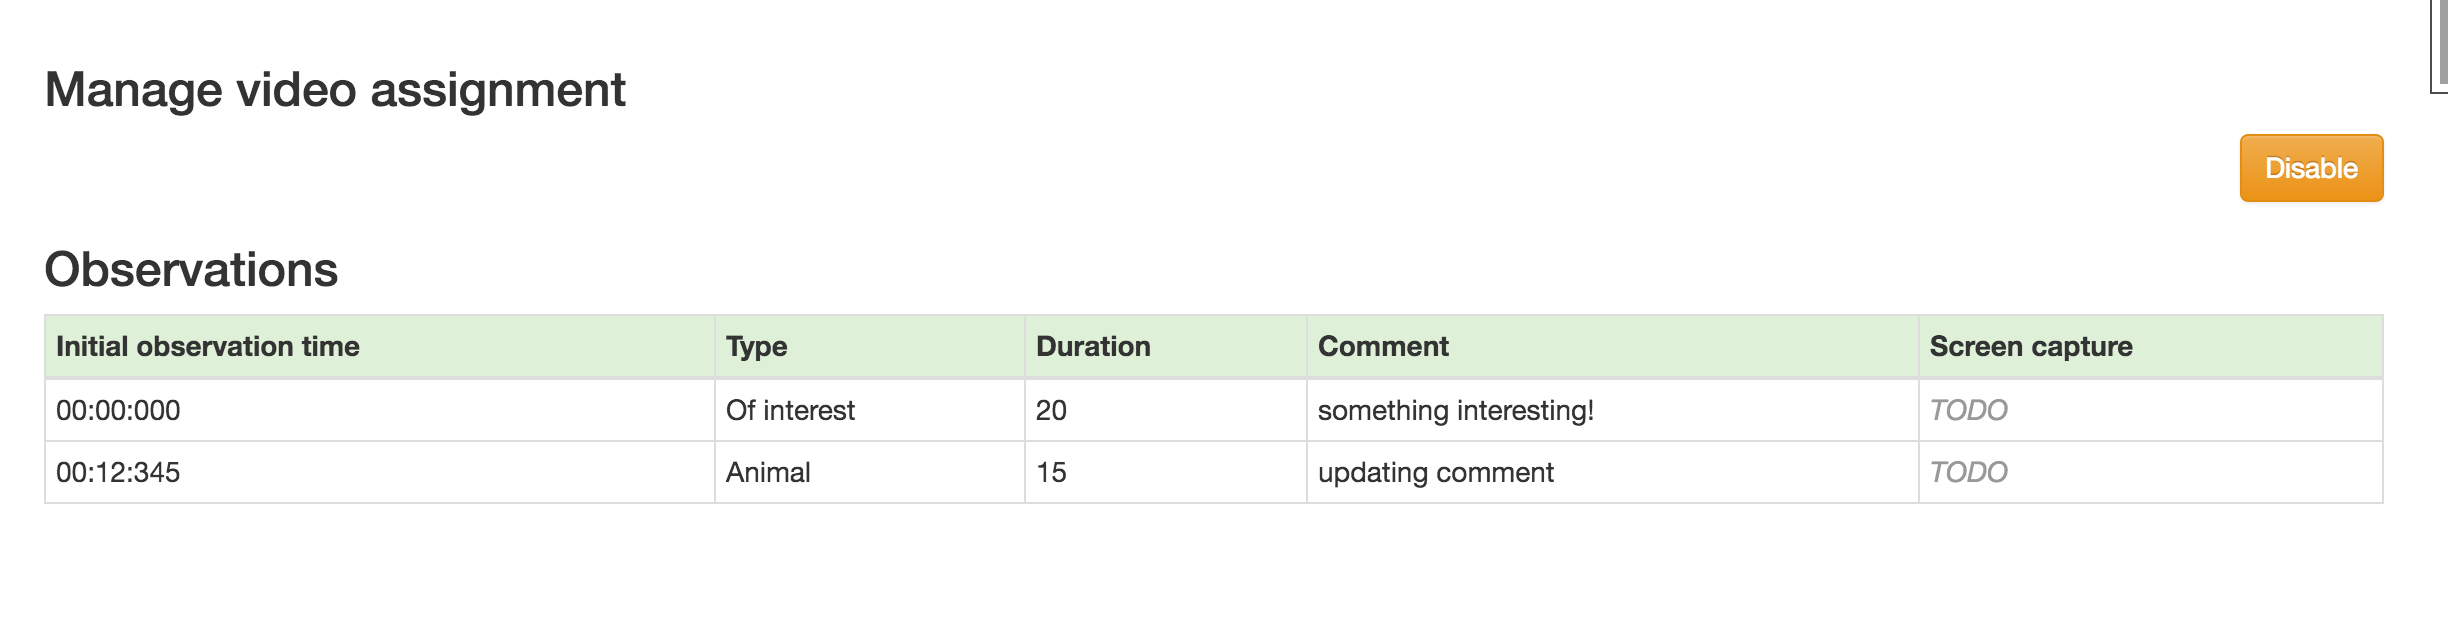 Manage video assignment
Disable
Observations
Initial observation time Type Duration Comment Screen capture
00:00:000 Of interest 20 something interesting! TODO
00:12:345 Animal 15 updating comment TODO